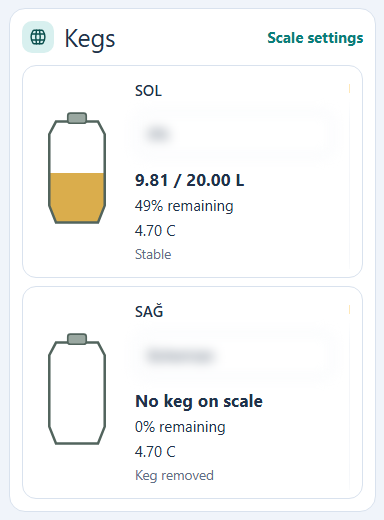 Kegs
Scale settings
SOL
9.81 / 20.00 L
49% remaining
4.70 C
Stable
SAĞ
No keg on scale
0% remaining
4.70 C
Keg removed